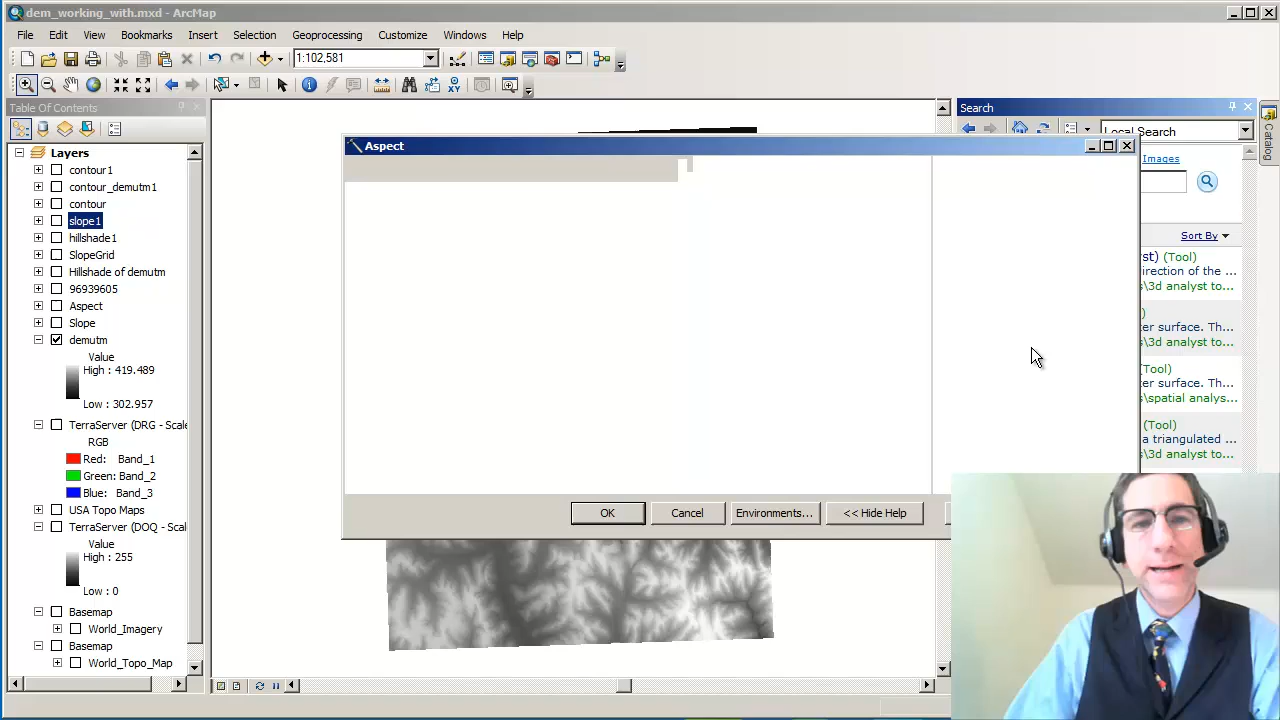 dem_working_with.mxd - ArcMap
File Edit View Bookmarks Insert Selection Geoprocessing Customize Windows Help
1:102,581
Table Of Contents
Layers
contour1
contour_demutm1
contour
slope1
hillshade1
SlopeGrid
Hillshade of demutm
96939605
Aspect
Slope
demutm
Value
High : 419.489
Low : 302.957
TerraServer (DRG - Scale
RGB
Red: Band_1
Green: Band_2
Blue: Band_3
USA Topo Maps
TerraServer (DOQ - Scale
Value
High : 255
Low : 0
Basemap
World_Imagery
Basemap
World_Topo_Map
Aspect
OK Cancel Environments... << Hide Help
Search
Local Search
Images
Sort By
st) (Tool)
irection of the ...
s\3d analyst to...
)
er surface. Th...
s\3d analyst to...
(Tool)
er surface. Th...
s\spatial analys...
(Tool)
a triangulated ...
s\3d analyst to...
Catalog